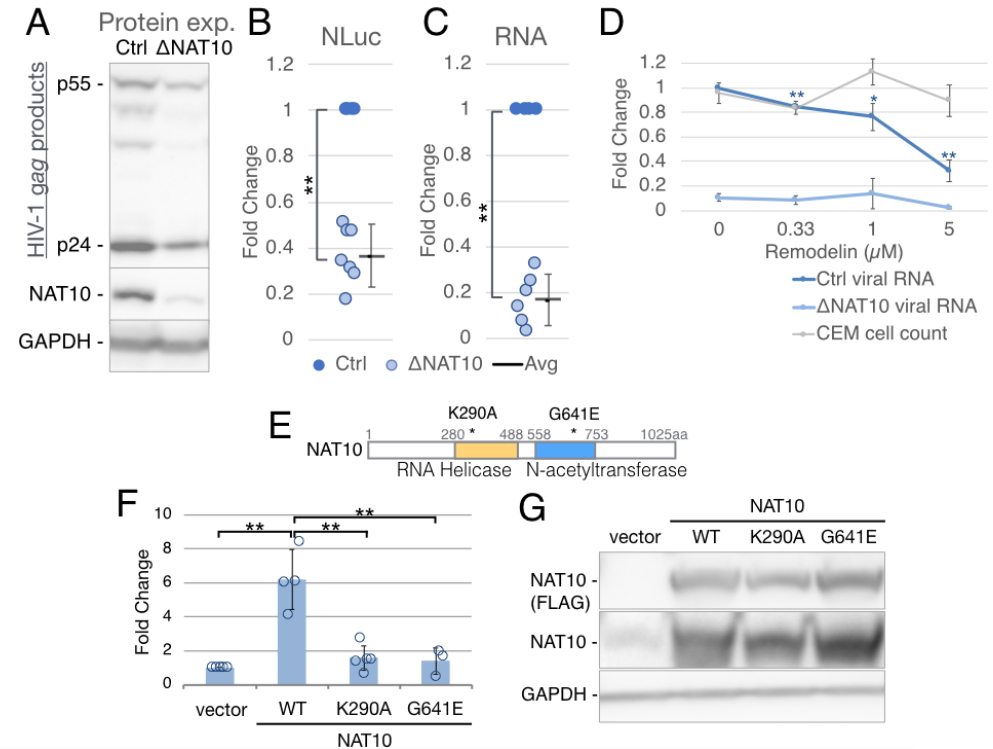 A
Protein exp.
Ctrl ΔNAT10
HIV-1 gag products
p55 -
p24 -
NAT10 -
GAPDH -
B
NLuc
Fold Change
1.2
1
0.8
0.6
0.4
0.2
0
**
C
RNA
Fold Change
1.2
1
0.8
0.6
0.4
0.2
0
**
Ctrl ΔNAT10 Avg
D
Fold Change
1.2
1
0.8
0.6
0.4
0.2
0
** * **
0 0.33 1 5
Remodelin (µM)
Ctrl viral RNA
ΔNAT10 viral RNA
CEM cell count
E
K290A G641E
* *
1 280 488 558 753 1025aa
NAT10
RNA Helicase N-acetyltransferase
F
Fold Change
10
8
6
4
2
0
**
** **
vector WT K290A G641E
NAT10
G
NAT10
vector WT K290A G641E
NAT10 -
(FLAG)
NAT10 -
GAPDH -